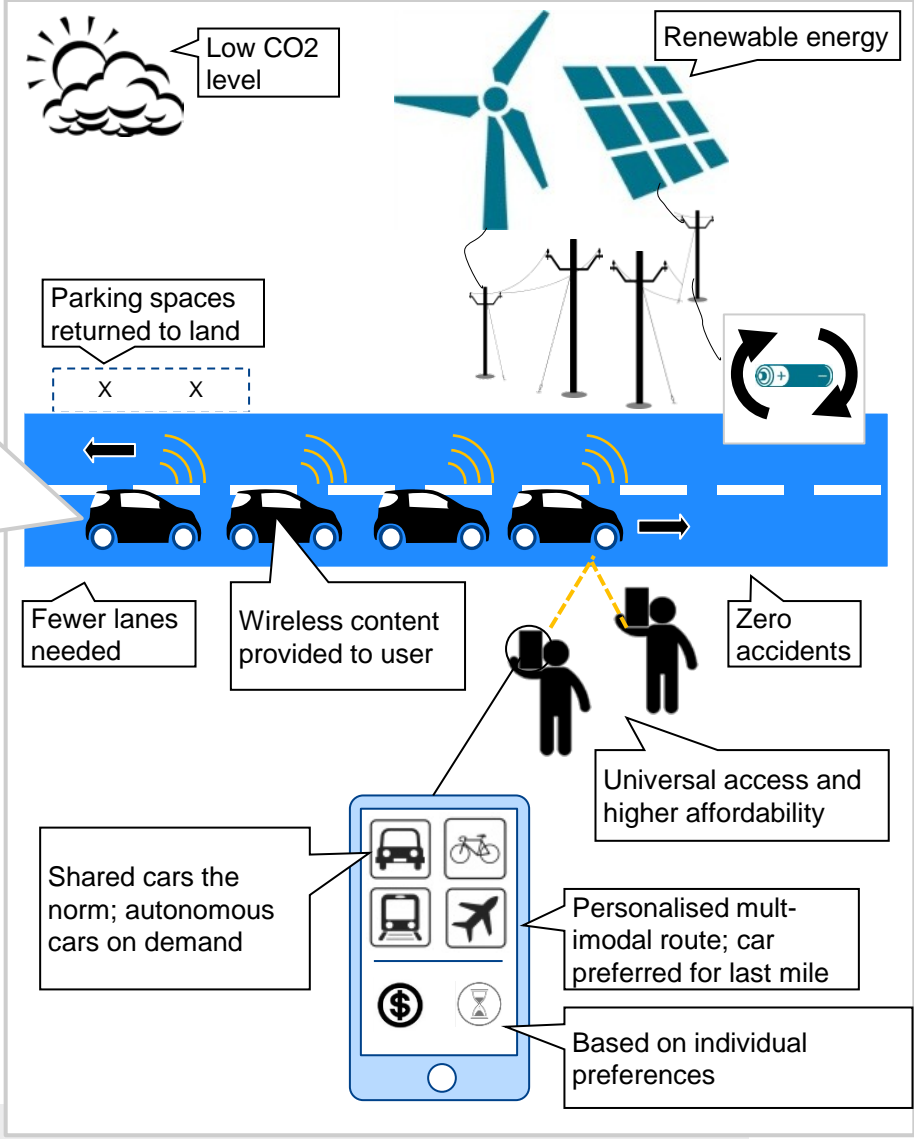 Low CO2
level
Renewable energy
Parking spaces
returned to land
X X
+ −
Fewer lanes
needed
Wireless content
provided to user
Zero
accidents
Universal access and
higher affordability
Shared cars the
norm; autonomous
cars on demand
Personalised mult-
imodal route; car
preferred for last mile
$
Based on individual
preferences